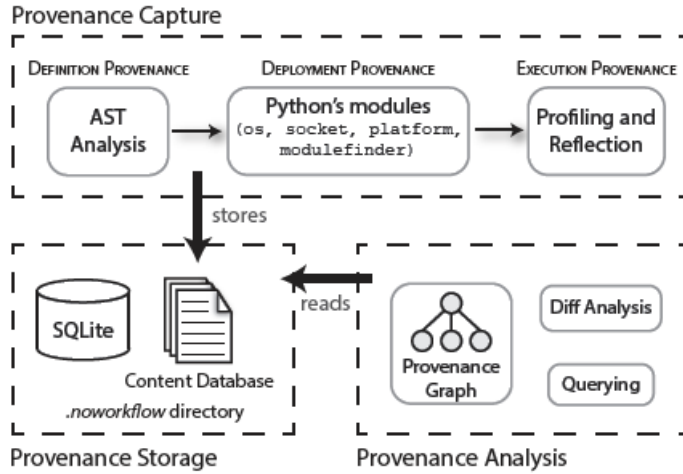 Provenance Capture
DEFINITION PROVENANCE
DEPLOYMENT PROVENANCE
EXECUTION PROVENANCE
AST
Analysis
Python's modules
(os, socket, platform,
modulefinder)
Profiling and
Reflection
stores
reads
SQLite
Content Database
.noworkflow directory
Provenance
Graph
Diff Analysis
Querying
Provenance Storage
Provenance Analysis